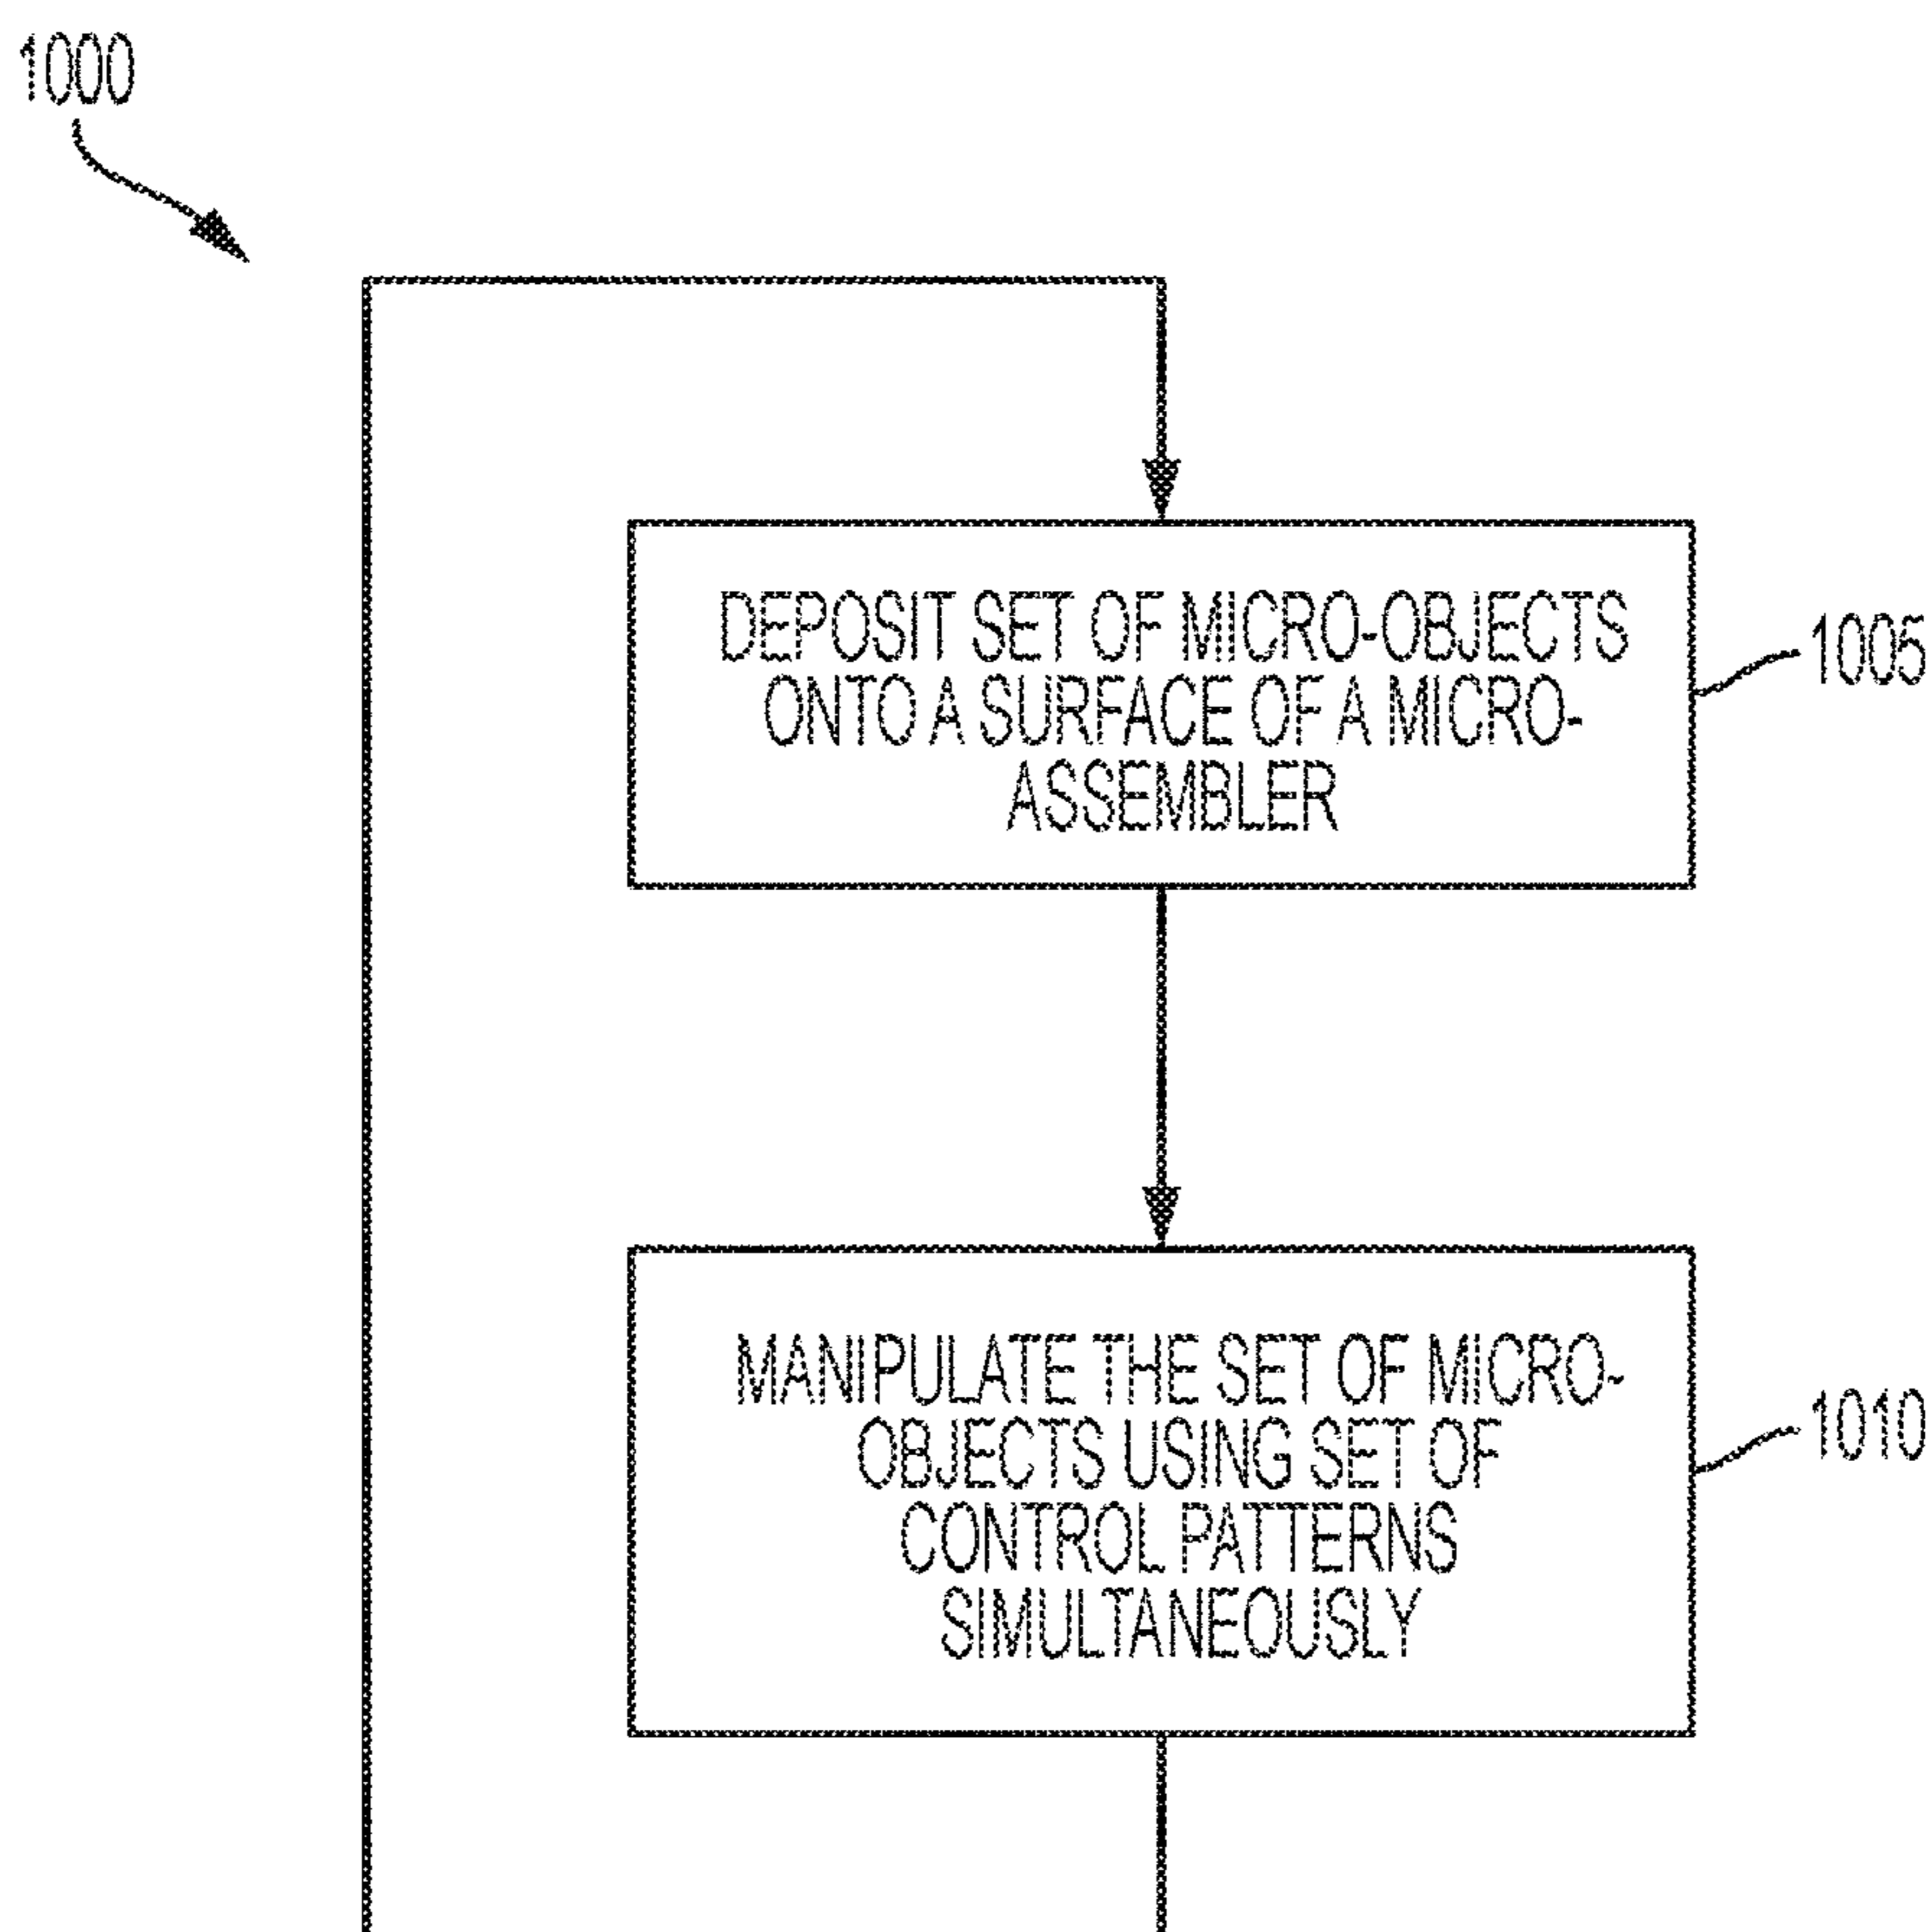 1000
DEPOSIT SET OF MICRO-OBJECTS
ONTO A SURFACE OF A MICRO-
ASSEMBLER
1005
MANIPULATE THE SET OF MICRO-
OBJECTS USING SET OF
CONTROL PATTERNS
SIMULTANEOUSLY
1010